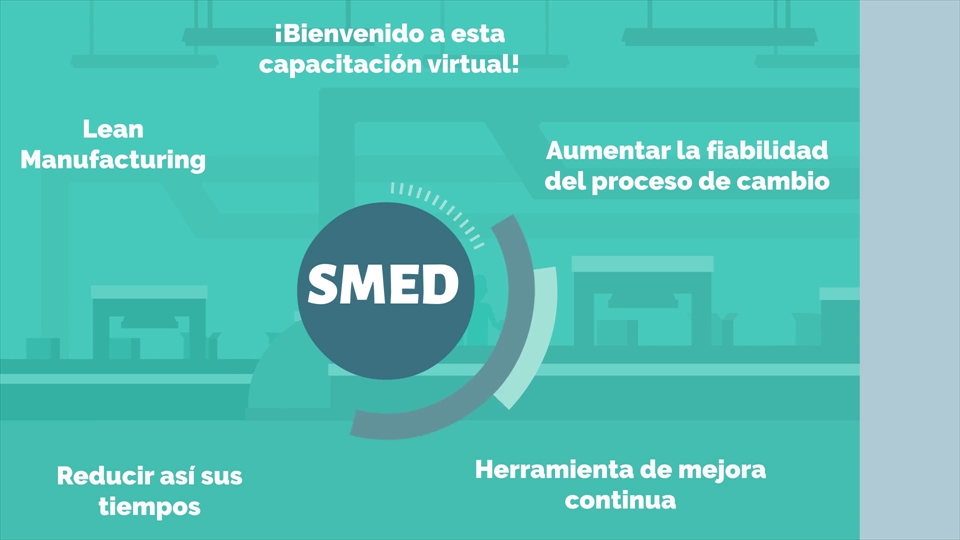 ¡Bienvenido a esta
capacitación virtual!
Lean
Manufacturing
Aumentar la fiabilidad
del proceso de cambio
SMED
Reducir así sus
tiempos
Herramienta de mejora
continua